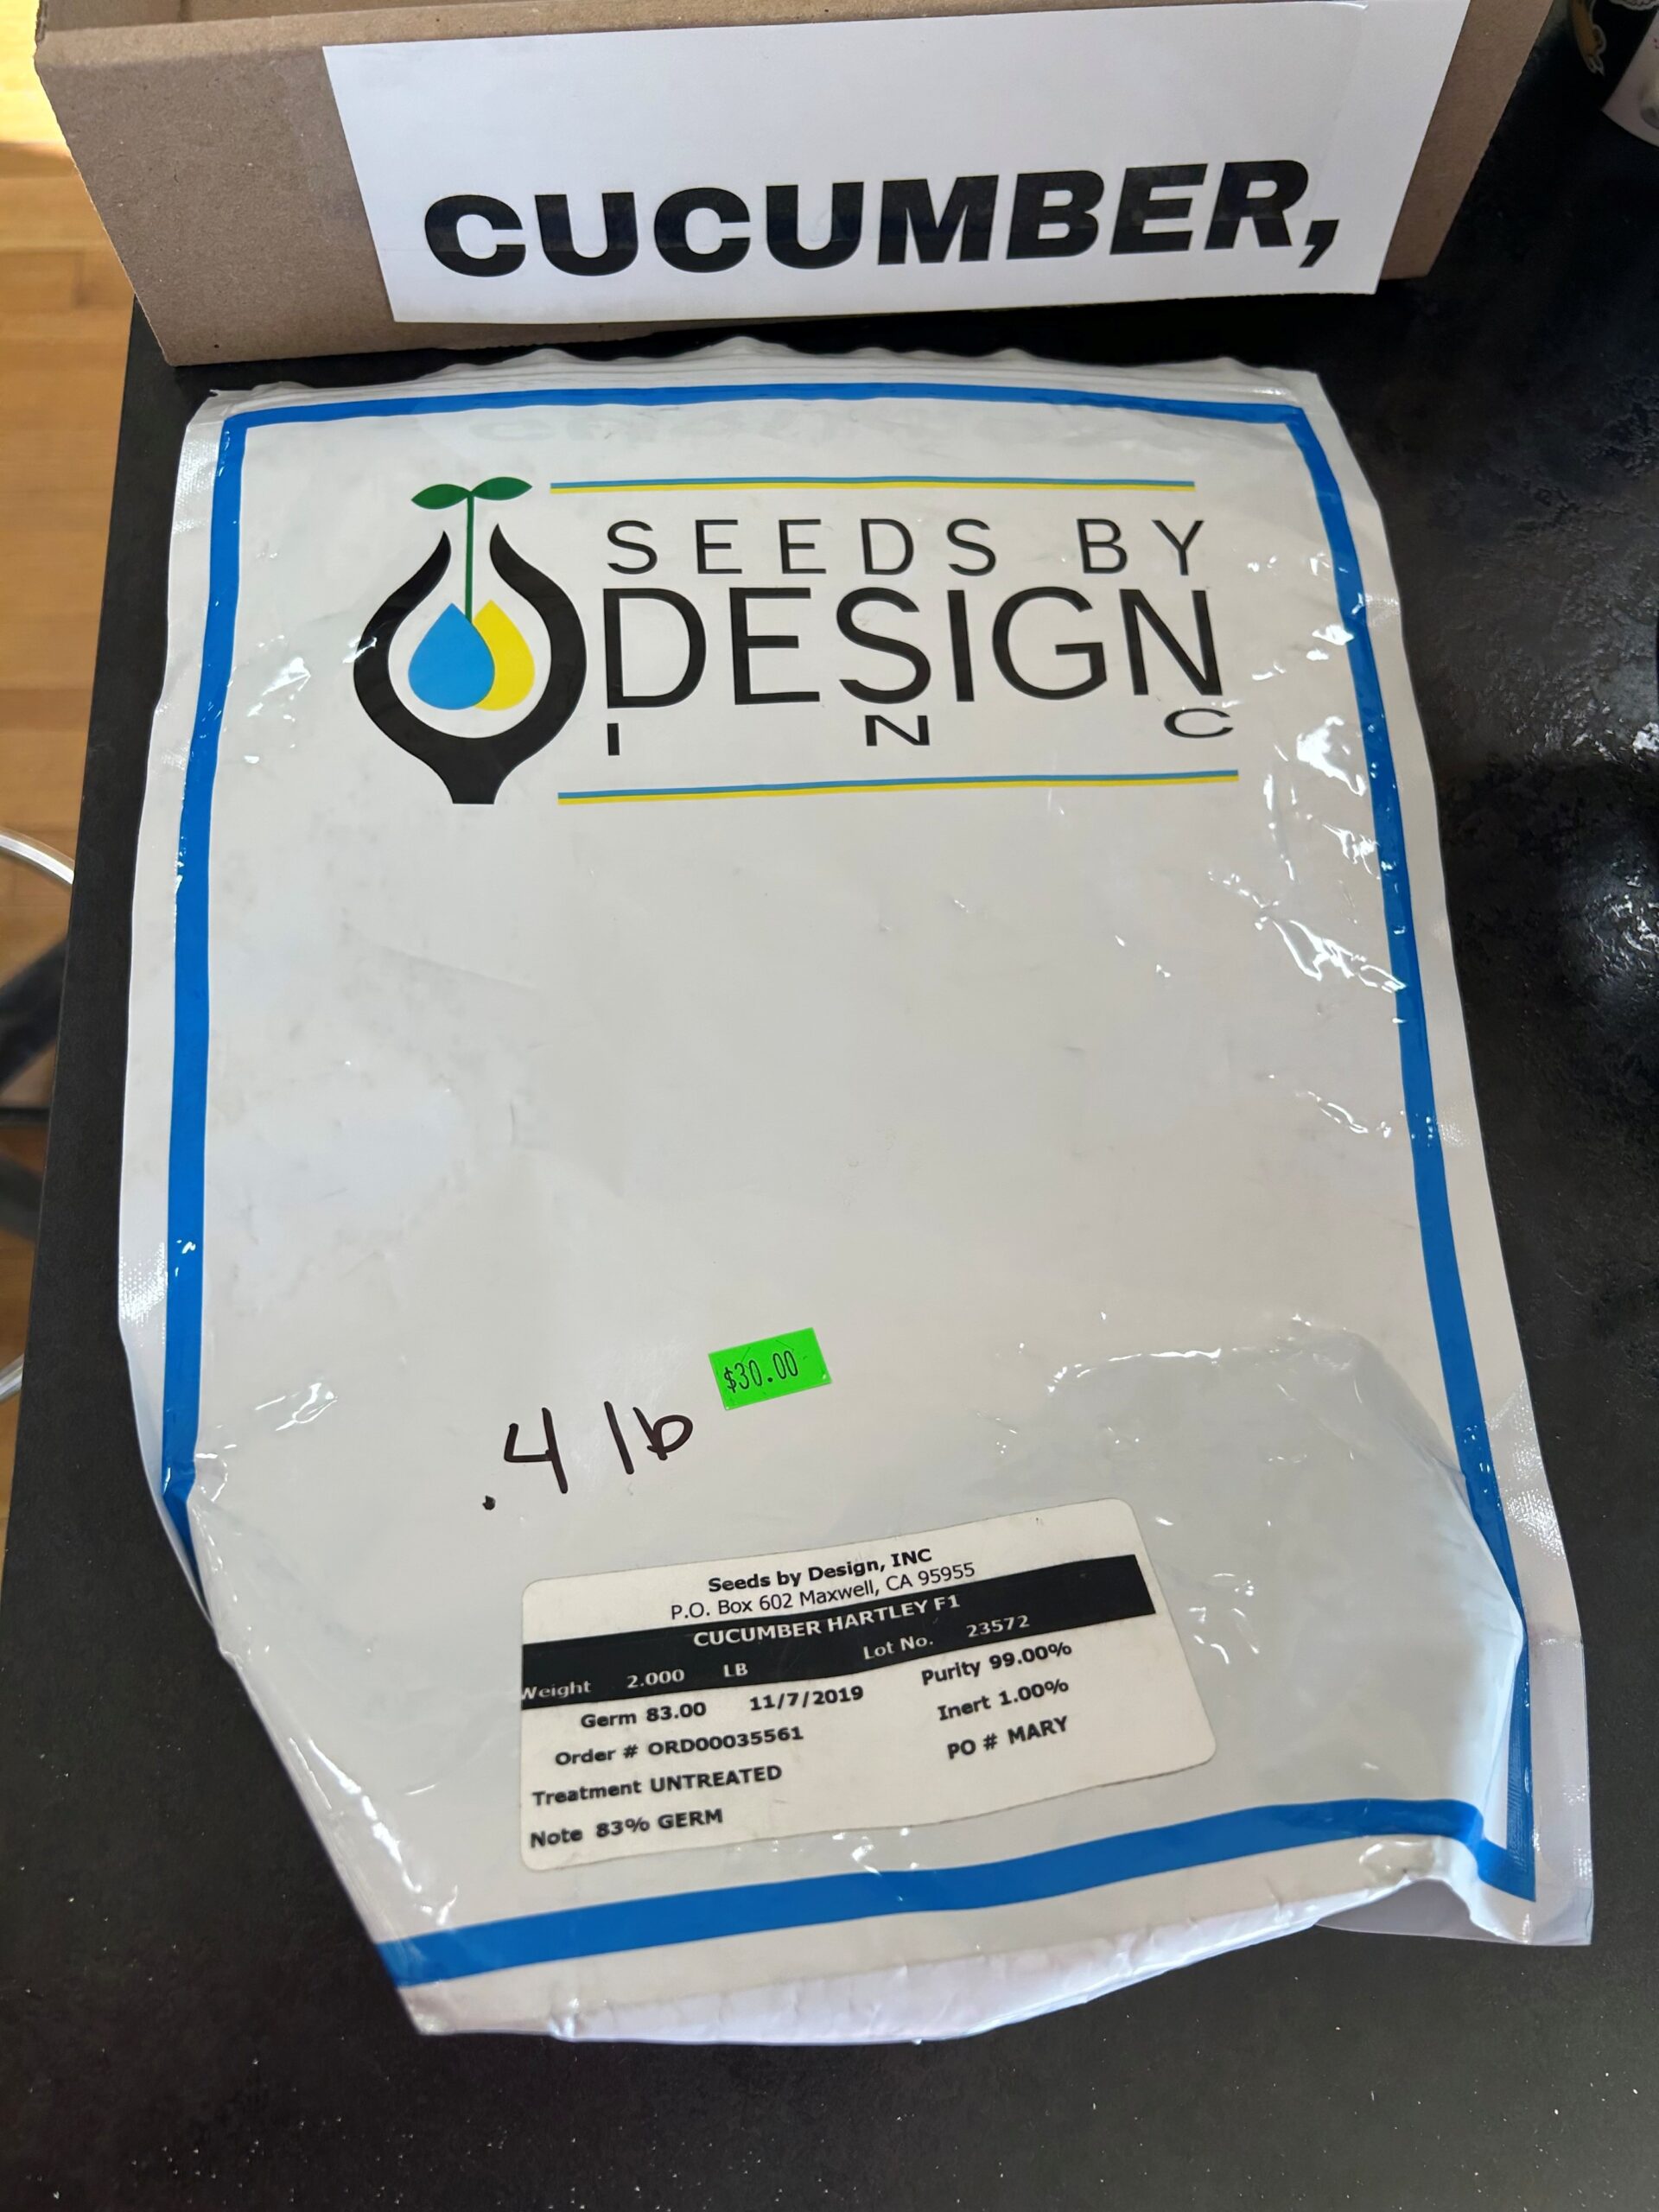 CUCUMBER,
SEEDS BY
DESIGN
INC
$30.00
.4 lb
Seeds by Design, INC
P.O. Box 602 Maxwell, CA 95955
CUCUMBER HARTLEY F1
Weight 2.000 LB Lot No. 23572
Germ 83.00 11/7/2019 Purity 99.00%
Order # ORD00035561 Inert 1.00%
Treatment UNTREATED PO # MARY
Note 83% GERM